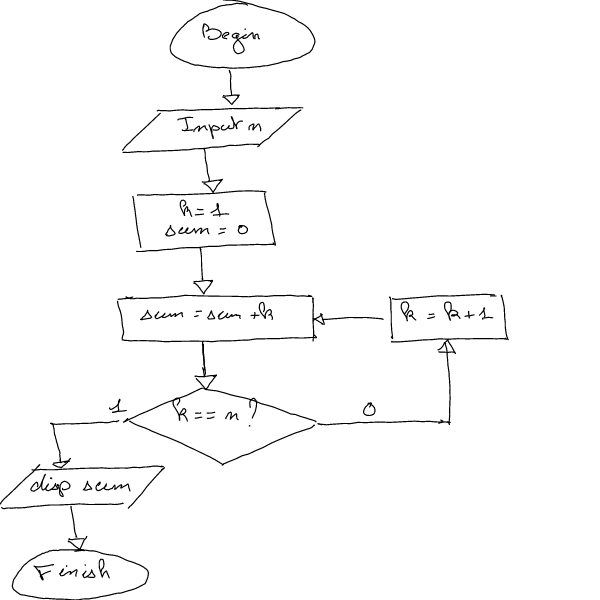 Begin
Input n
k = 1
sum = 0
sum = sum + k
k = k + 1
k == n ?
1
0
disp sum
Finish